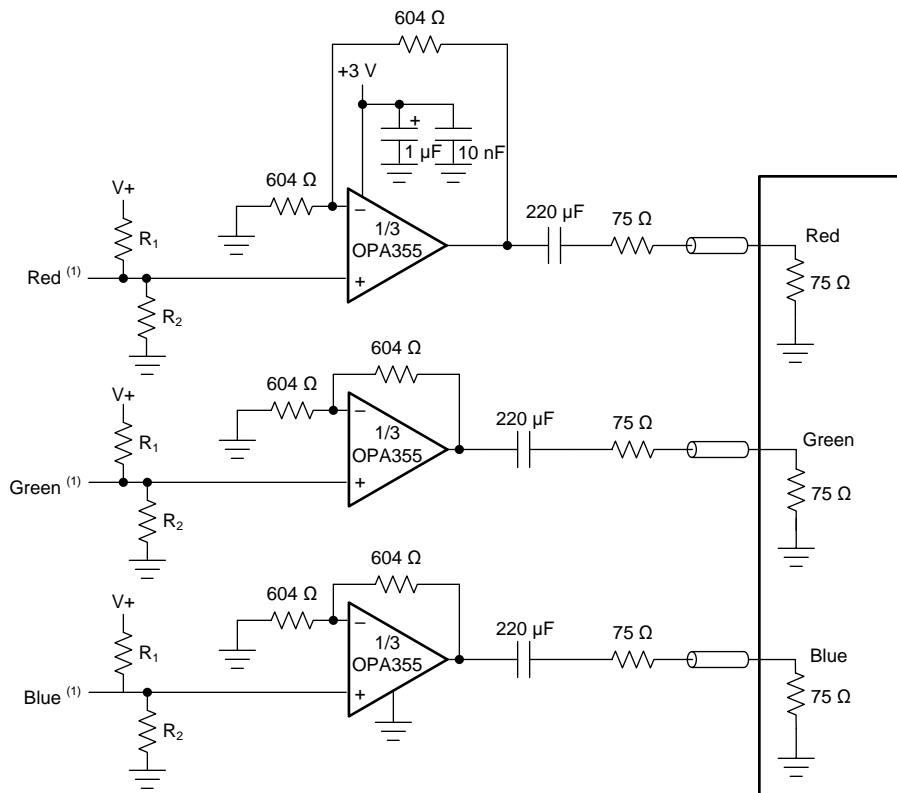 604 Ω
+3 V
+
1 µF
10 nF
604 Ω
V+
R1
Red (1)
R2
−
1/3
OPA355
+
220 µF
75 Ω
Red
75 Ω
604 Ω
604 Ω
V+
R1
Green (1)
R2
−
1/3
OPA355
+
220 µF
75 Ω
Green
75 Ω
604 Ω
604 Ω
V+
R1
Blue (1)
R2
−
1/3
OPA355
+
220 µF
75 Ω
Blue
75 Ω